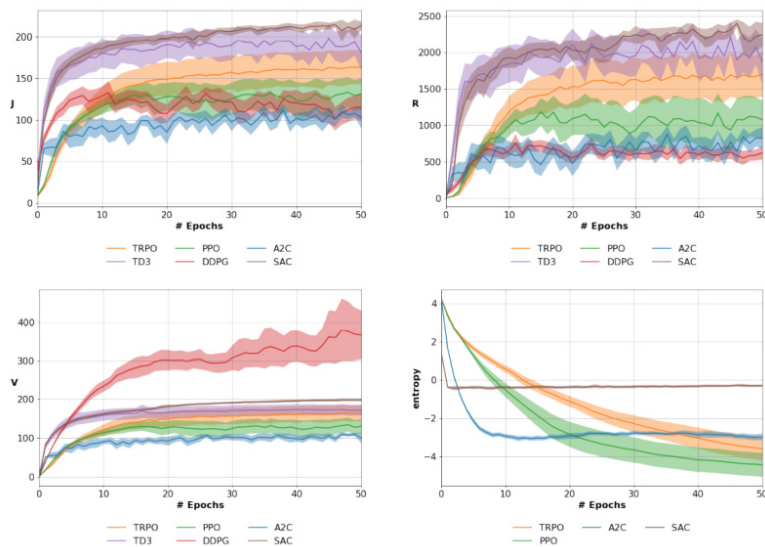 200
150
J
100
50
0
0 10 20 30 40 50
# Epochs
TRPO PPO A2C
TD3 DDPG SAC
2500
2000
1500
R
1000
500
0
0 10 20 30 40 50
# Epochs
TRPO PPO A2C
TD3 DDPG SAC
400
300
V
200
100
0
0 10 20 30 40 50
# Epochs
TRPO PPO A2C
TD3 DDPG SAC
4
2
0
entropy
−2
−4
0 10 20 30 40 50
# Epochs
TRPO A2C SAC
PPO